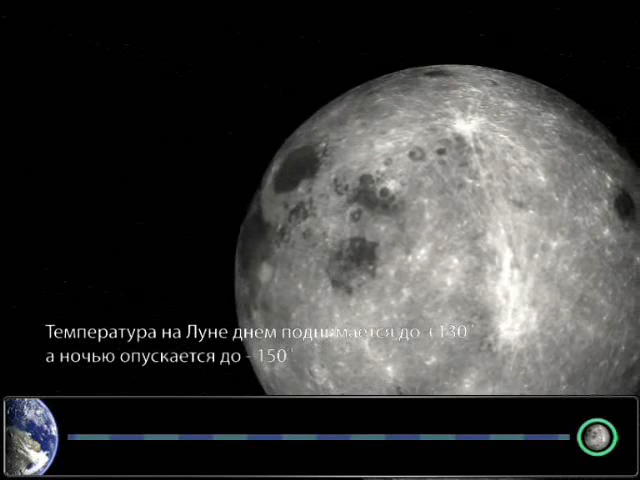 Температура на Луне днем поднимается до +130°
а ночью опускается до - 150°